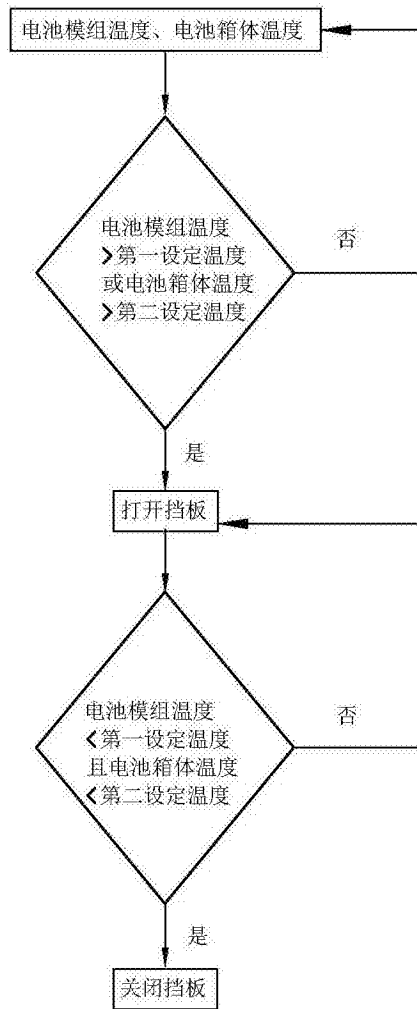 电池模组温度、电池箱体温度
电池模组温度
>第一设定温度
或电池箱体温度
>第二设定温度
否
是
打开挡板
电池模组温度
<第一设定温度
且电池箱体温度
<第二设定温度
否
是
关闭挡板